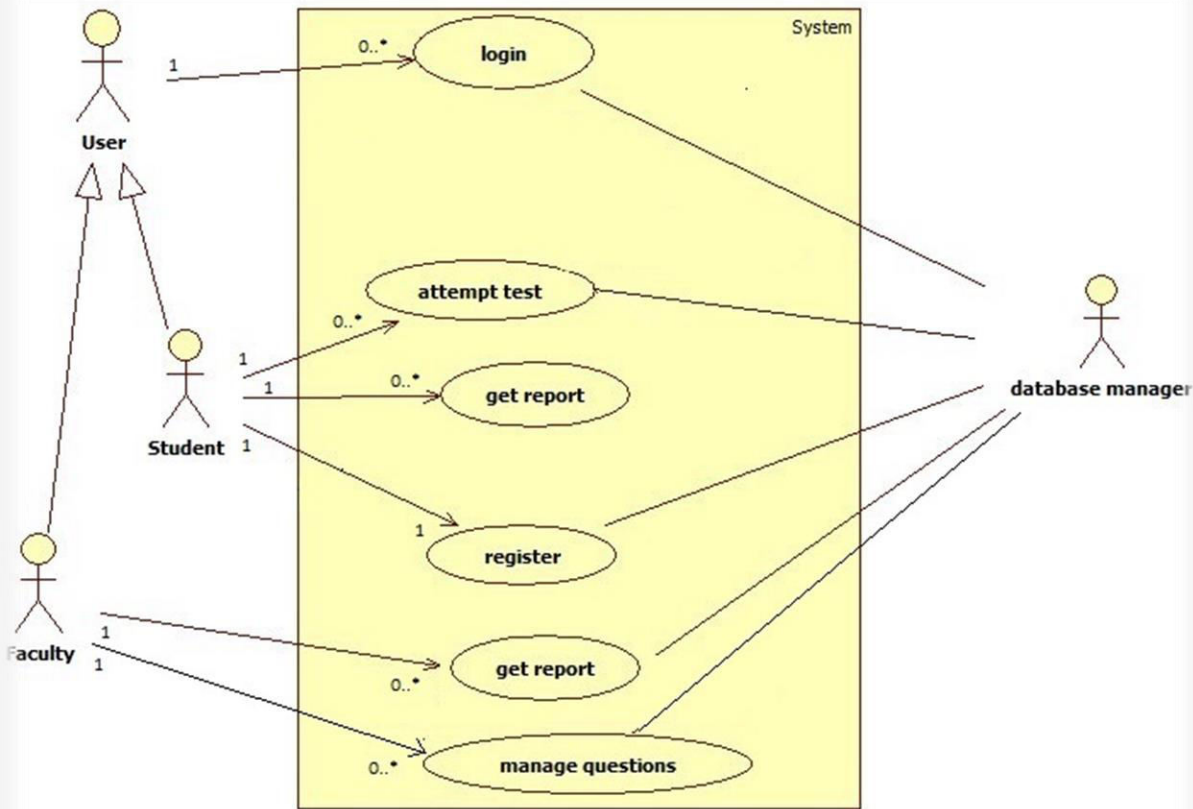 System
1
0..*
login
User
attempt test
0..*
1
1
0..*
get report
database manager
Student
1
1
register
Faculty
1
1
0..*
get report
0..*
manage questions